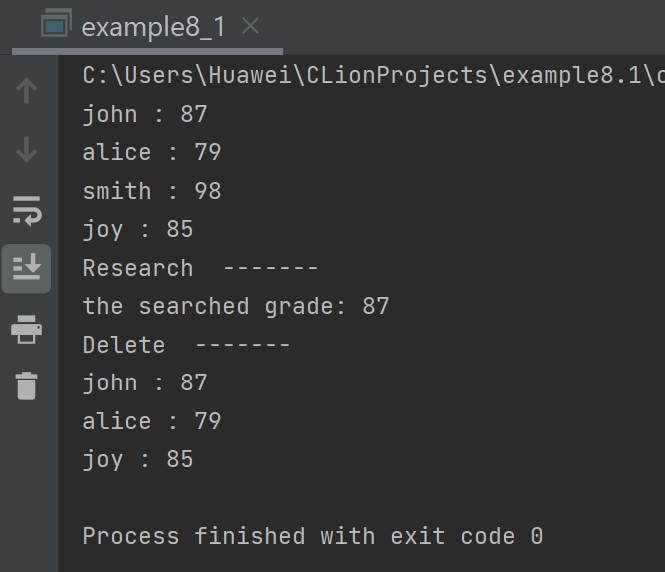 example8_1
C:\Users\Huawei\CLionProjects\example8.1\c
john : 87
alice : 79
smith : 98
joy : 85
Research  -------
the searched grade: 87
Delete  -------
john : 87
alice : 79
joy : 85
Process finished with exit code 0